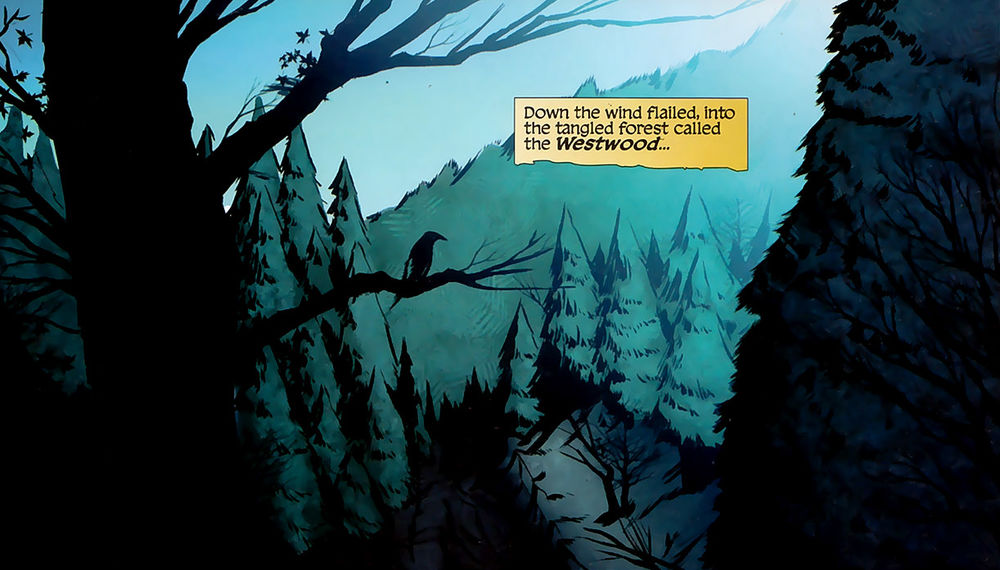 Down the wind flailed, into
the tangled forest called
the Westwood...